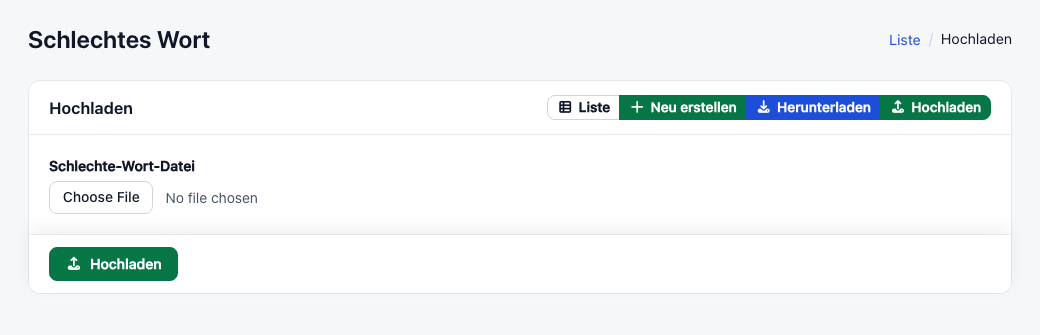 Schlechtes Wort
Liste / Hochladen
Hochladen
Liste Neu erstellen Herunterladen Hochladen
Schlechte-Wort-Datei
Choose File No file chosen
Hochladen